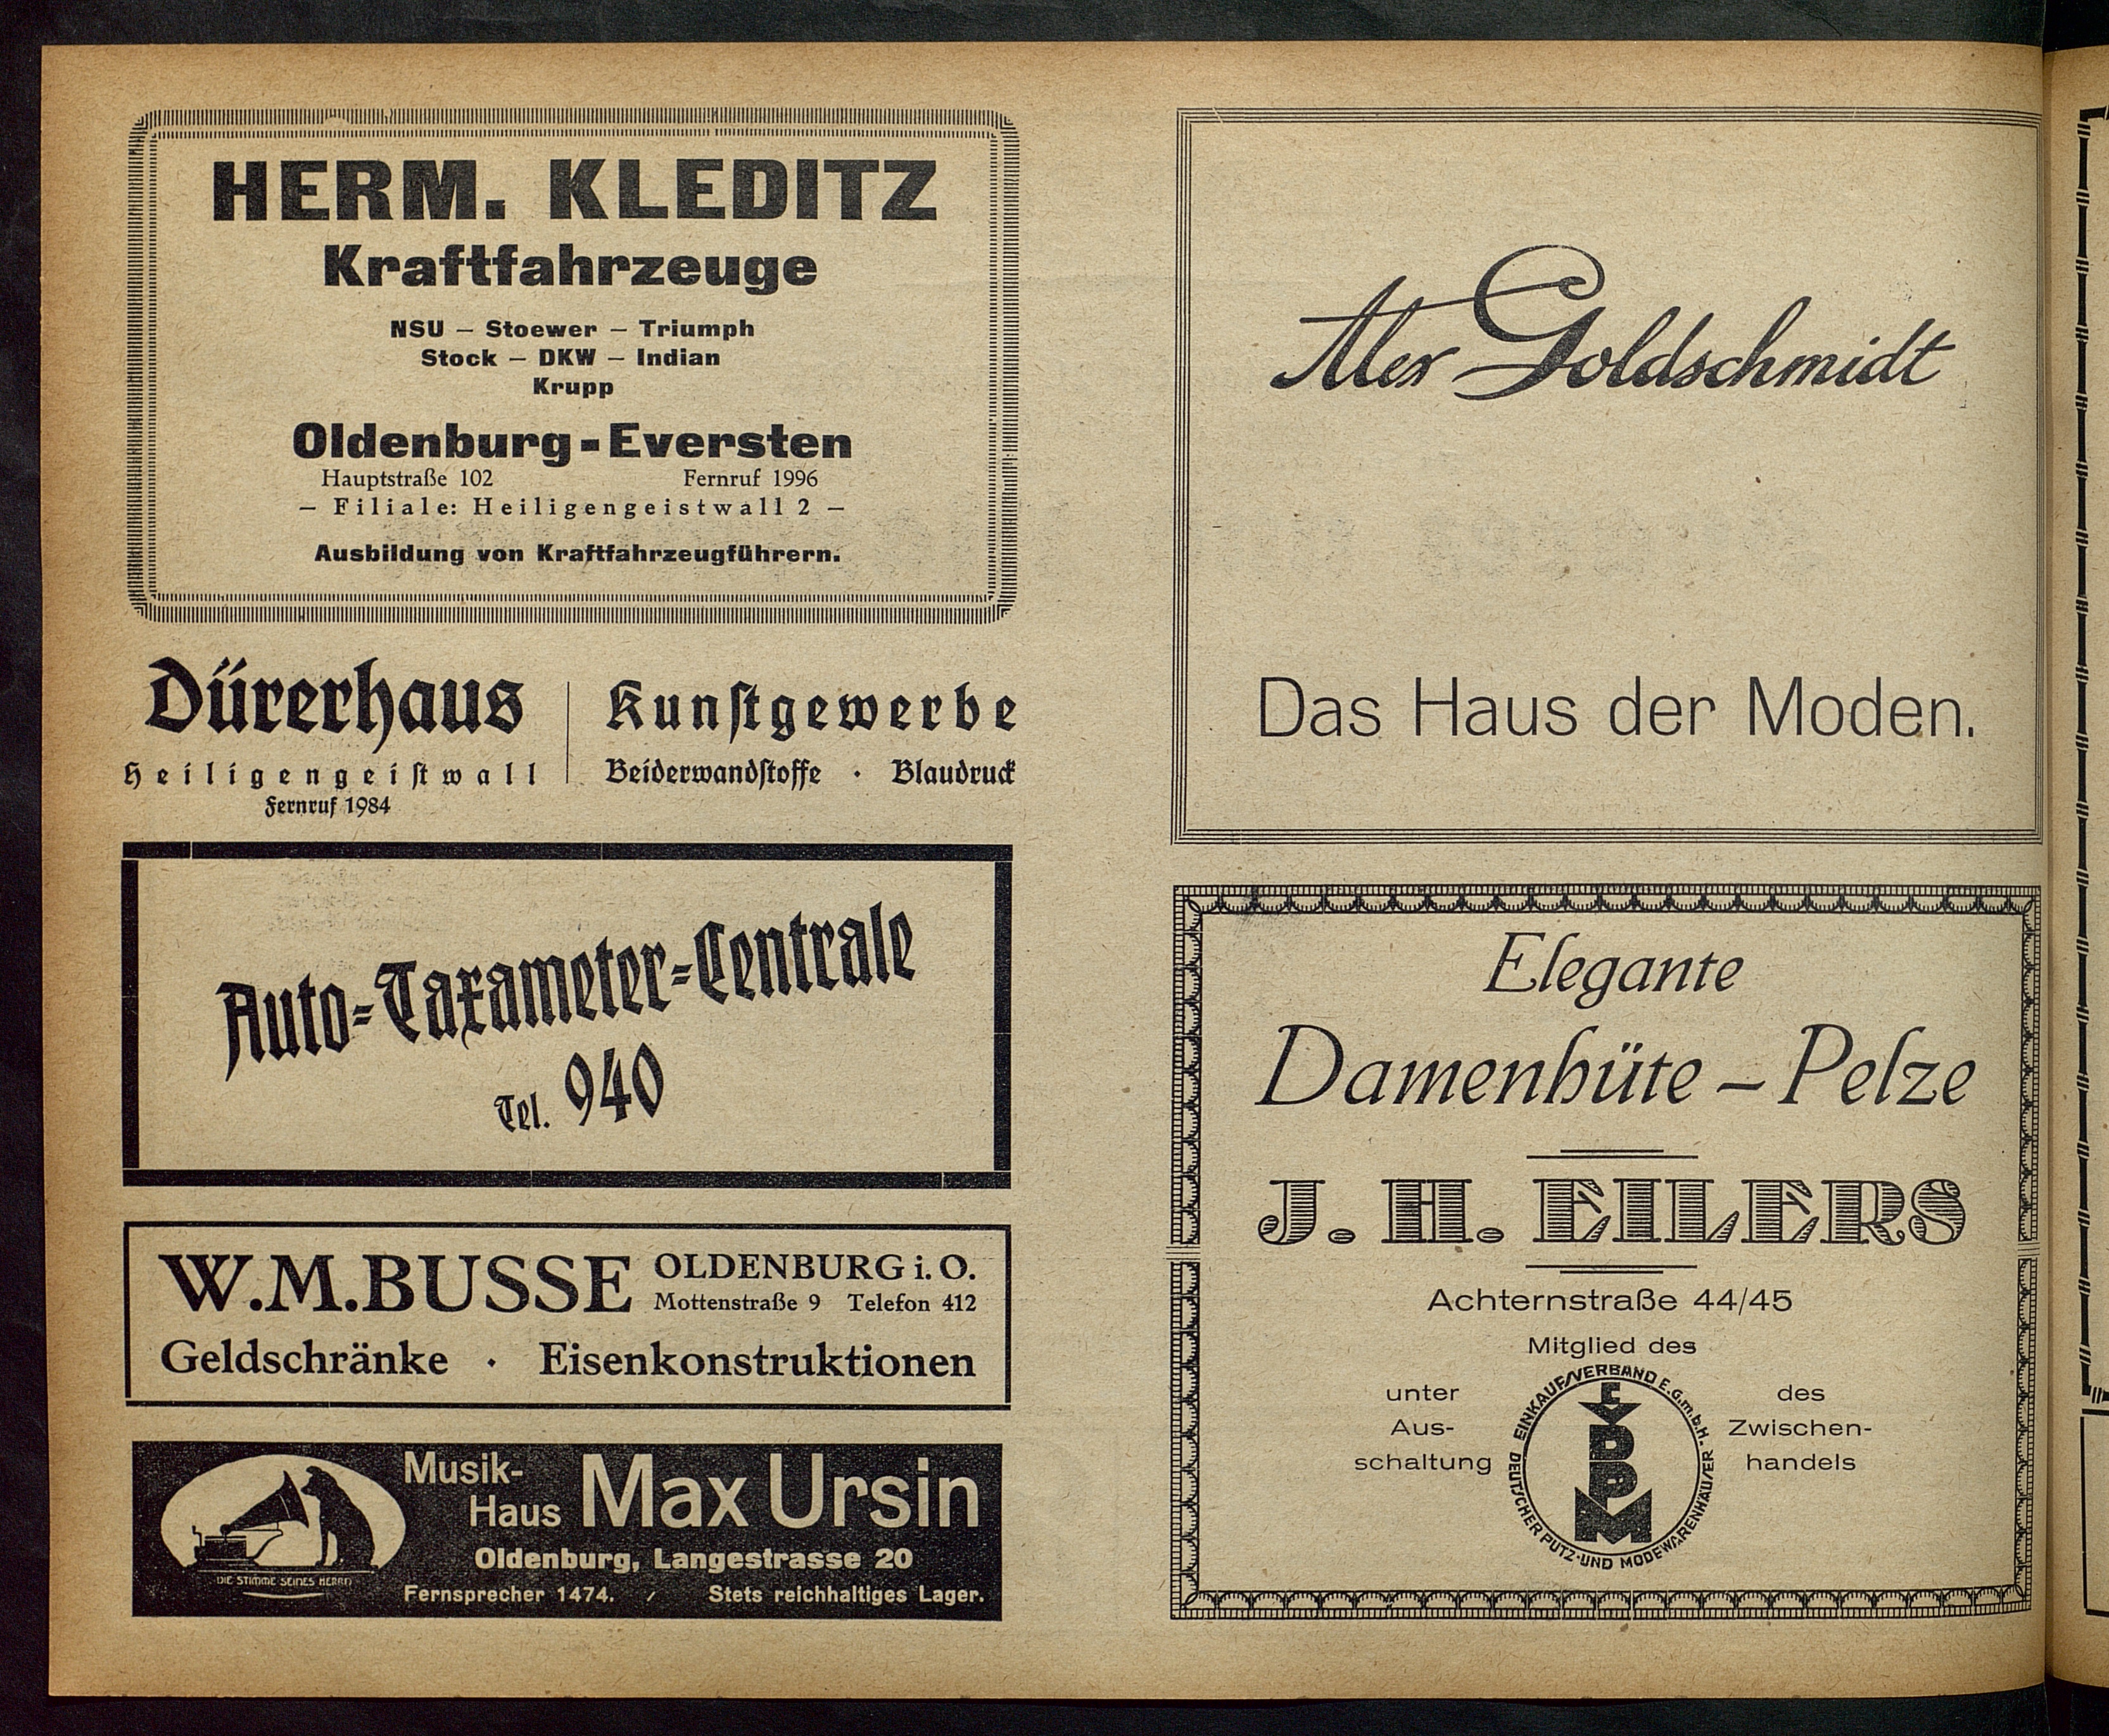 HERM. KLEDITZ
Kraftfahrzeuge
NSU — Stoewer — Triumph
Stock — DKW — Indian
Krupp
Oldenburg-Eversten
Hauptstraße 102 Fernruf 1996
— Filiale: Heiligengeistwall 2 —
Ausbildung von Kraftfahrzeugführern.
Dürerhaus
Heiligengeistwall
Fernruf 1984
Kunstgewerbe
Beiderwandstoffe · Blaudruck
Auto-Taxameter-Centrale
Tel. 940
W.M.BUSSE
OLDENBURG i. O.
Mottenstraße 9 Telefon 412
Geldschränke · Eisenkonstruktionen
Musik-
Haus
Max Ursin
Oldenburg, Langestrasse 20
Fernsprecher 1474. / Stets reichhaltiges Lager.
DIE STIMME SEINES HERRN
Alex Goldschmidt
Das Haus der Moden.
Elegante
Damenhüte – Pelze
J. H. EILERS
Achternstraße 44/45
Mitglied des
unter
Aus-
schaltung
EINKAUFSVERBAND E.G.m.b.H.
DEUTSCHER PUTZ-UND MODEWARENHÄUSER
E
V
D
P
M
des
Zwischen-
handels